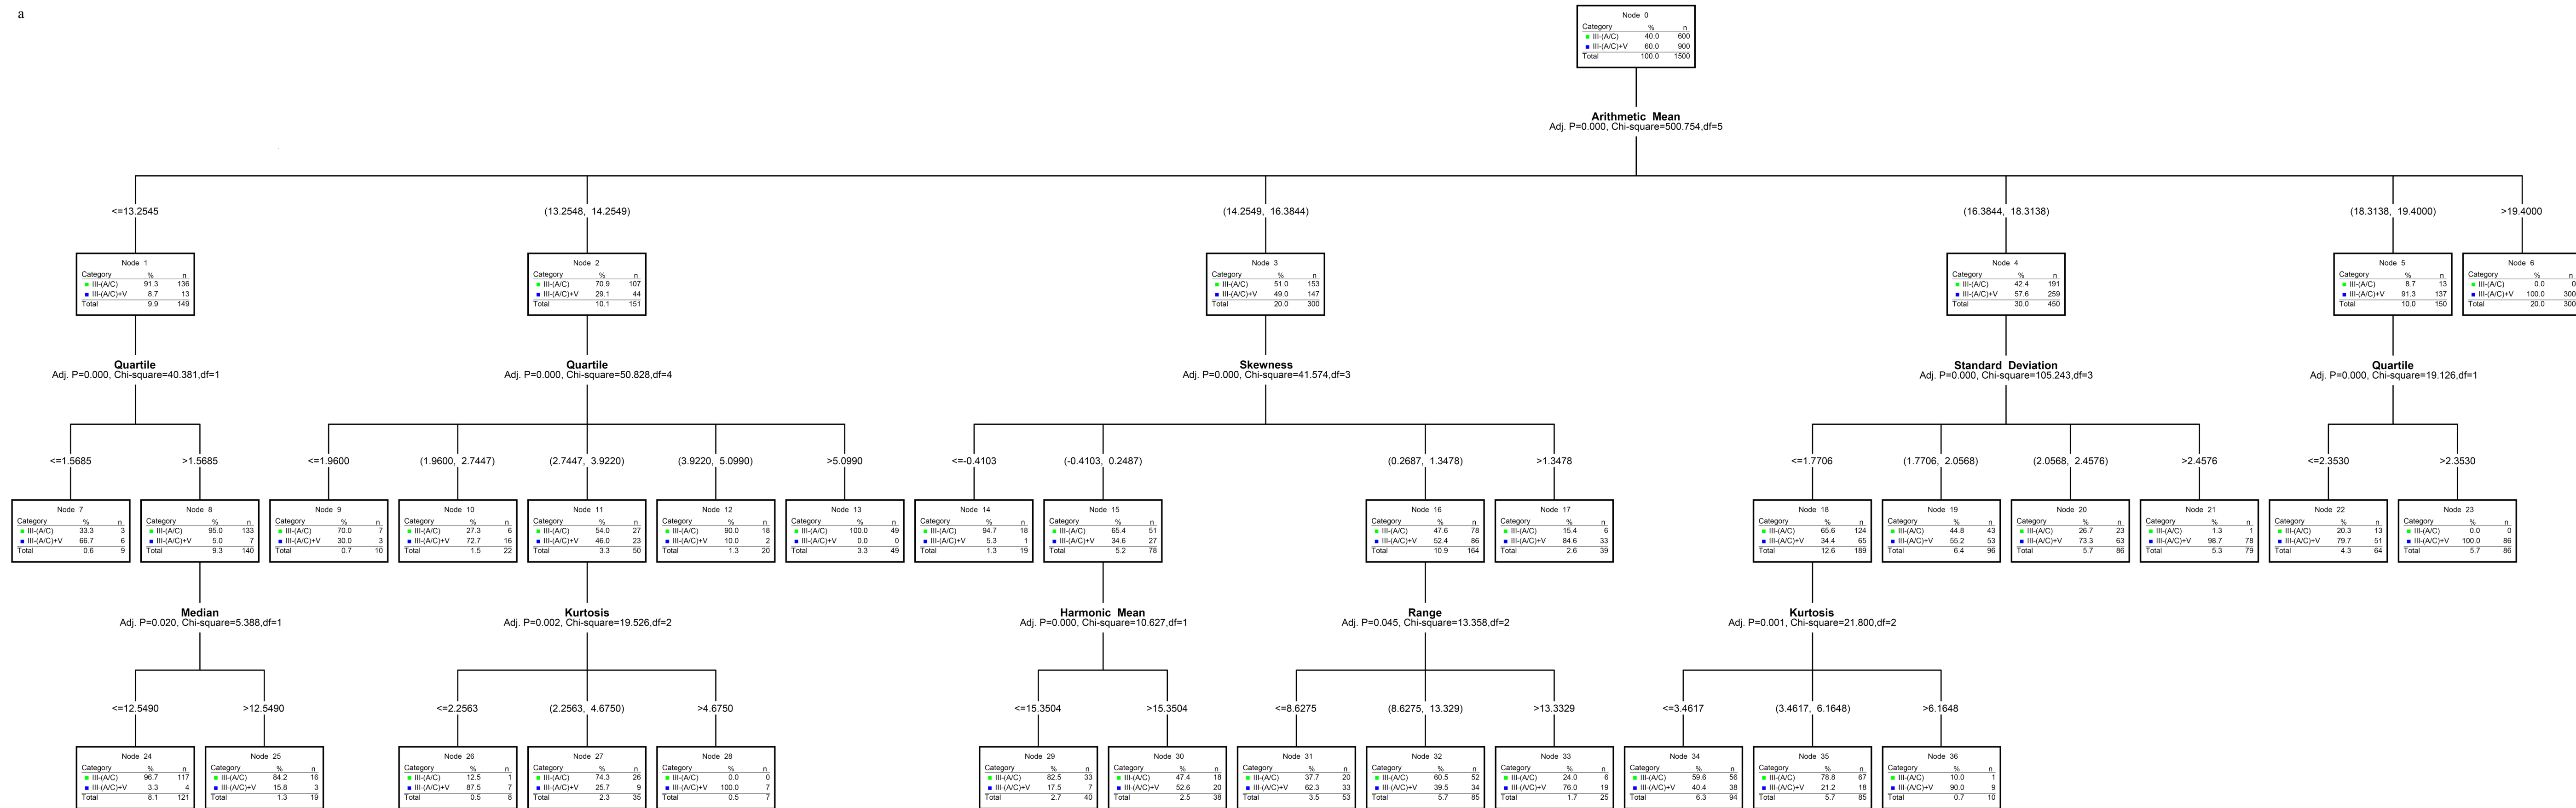 a
Node 0
Category % n
III-(A/C) 40.0 600
III-(A/C)+V 60.0 900
Total 100.0 1500
Arithmetic Mean
Adj. P=0.000, Chi-square=500.754,df=5
<=13.2545
(13.2548, 14.2549)
(14.2549, 16.3844)
(16.3844, 18.3138)
(18.3138, 19.4000)
>19.4000
Node 1
Category % n
III-(A/C) 91.3 136
III-(A/C)+V 8.7 13
Total 9.9 149
Node 2
Category % n
III-(A/C) 70.9 107
III-(A/C)+V 29.1 44
Total 10.1 151
Node 3
Category % n
III-(A/C) 51.0 153
III-(A/C)+V 49.0 147
Total 20.0 300
Node 4
Category % n
III-(A/C) 42.4 191
III-(A/C)+V 57.6 259
Total 30.0 450
Node 5
Category % n
III-(A/C) 8.7 13
III-(A/C)+V 91.3 137
Total 10.0 150
Node 6
Category % n
III-(A/C) 0.0 0
III-(A/C)+V 100.0 300
Total 20.0 300
Quartile
Adj. P=0.000, Chi-square=40.381,df=1
Quartile
Adj. P=0.000, Chi-square=50.828,df=4
Skewness
Adj. P=0.000, Chi-square=41.574,df=3
Standard Deviation
Adj. P=0.000, Chi-square=105.243,df=3
Quartile
Adj. P=0.000, Chi-square=19.126,df=1
<=1.5685
>1.5685
<=1.9600
(1.9600, 2.7447)
(2.7447, 3.9220)
(3.9220, 5.0990)
>5.0990
<=-0.4103
(-0.4103, 0.2487)
(0.2687, 1.3478)
>1.3478
<=1.7706
(1.7706, 2.0568)
(2.0568, 2.4576)
>2.4576
<=2.3530
>2.3530
Node 7
Category % n
III-(A/C) 33.3 3
III-(A/C)+V 66.7 6
Total 0.6 9
Node 8
Category % n
III-(A/C) 95.0 133
III-(A/C)+V 5.0 7
Total 9.3 140
Node 9
Category % n
III-(A/C) 70.0 7
III-(A/C)+V 30.0 3
Total 0.7 10
Node 10
Category % n
III-(A/C) 27.3 6
III-(A/C)+V 72.7 16
Total 1.5 22
Node 11
Category % n
III-(A/C) 54.0 27
III-(A/C)+V 46.0 23
Total 3.3 50
Node 12
Category % n
III-(A/C) 90.0 18
III-(A/C)+V 10.0 2
Total 1.3 20
Node 13
Category % n
III-(A/C) 100.0 49
III-(A/C)+V 0.0 0
Total 3.3 49
Node 14
Category % n
III-(A/C) 94.7 18
III-(A/C)+V 5.3 1
Total 1.3 19
Node 15
Category % n
III-(A/C) 65.4 51
III-(A/C)+V 34.6 27
Total 5.2 78
Node 16
Category % n
III-(A/C) 47.6 78
III-(A/C)+V 52.4 86
Total 10.9 164
Node 17
Category % n
III-(A/C) 15.4 6
III-(A/C)+V 84.6 33
Total 2.6 39
Node 18
Category % n
III-(A/C) 65.6 124
III-(A/C)+V 34.4 65
Total 12.6 189
Node 19
Category % n
III-(A/C) 44.8 43
III-(A/C)+V 55.2 53
Total 6.4 96
Node 20
Category % n
III-(A/C) 26.7 23
III-(A/C)+V 73.3 63
Total 5.7 86
Node 21
Category % n
III-(A/C) 1.3 1
III-(A/C)+V 98.7 78
Total 5.3 79
Node 22
Category % n
III-(A/C) 20.3 13
III-(A/C)+V 79.7 51
Total 4.3 64
Node 23
Category % n
III-(A/C) 0.0 0
III-(A/C)+V 100.0 86
Total 5.7 86
Median
Adj. P=0.020, Chi-square=5.388,df=1
Kurtosis
Adj. P=0.002, Chi-square=19.526,df=2
Harmonic Mean
Adj. P=0.000, Chi-square=10.627,df=1
Range
Adj. P=0.045, Chi-square=13.358,df=2
Kurtosis
Adj. P=0.001, Chi-square=21.800,df=2
<=12.5490
>12.5490
<=2.2563
(2.2563, 4.6750)
>4.6750
<=15.3504
>15.3504
<=8.6275
(8.6275, 13.329)
>13.3329
<=3.4617
(3.4617, 6.1648)
>6.1648
Node 24
Category % n
III-(A/C) 96.7 117
III-(A/C)+V 3.3 4
Total 8.1 121
Node 25
Category % n
III-(A/C) 84.2 16
III-(A/C)+V 15.8 3
Total 1.3 19
Node 26
Category % n
III-(A/C) 12.5 1
III-(A/C)+V 87.5 7
Total 0.5 8
Node 27
Category % n
III-(A/C) 74.3 26
III-(A/C)+V 25.7 9
Total 2.3 35
Node 28
Category % n
III-(A/C) 0.0 0
III-(A/C)+V 100.0 7
Total 0.5 7
Node 29
Category % n
III-(A/C) 82.5 33
III-(A/C)+V 17.5 7
Total 2.7 40
Node 30
Category % n
III-(A/C) 47.4 18
III-(A/C)+V 52.6 20
Total 2.5 38
Node 31
Category % n
III-(A/C) 37.7 20
III-(A/C)+V 62.3 33
Total 3.5 53
Node 32
Category % n
III-(A/C) 60.5 52
III-(A/C)+V 39.5 34
Total 5.7 85
Node 33
Category % n
III-(A/C) 24.0 6
III-(A/C)+V 76.0 19
Total 1.7 25
Node 34
Category % n
III-(A/C) 59.6 56
III-(A/C)+V 40.4 38
Total 6.3 94
Node 35
Category % n
III-(A/C) 78.8 67
III-(A/C)+V 21.2 18
Total 5.7 85
Node 36
Category % n
III-(A/C) 10.0 1
III-(A/C)+V 90.0 9
Total 0.7 10